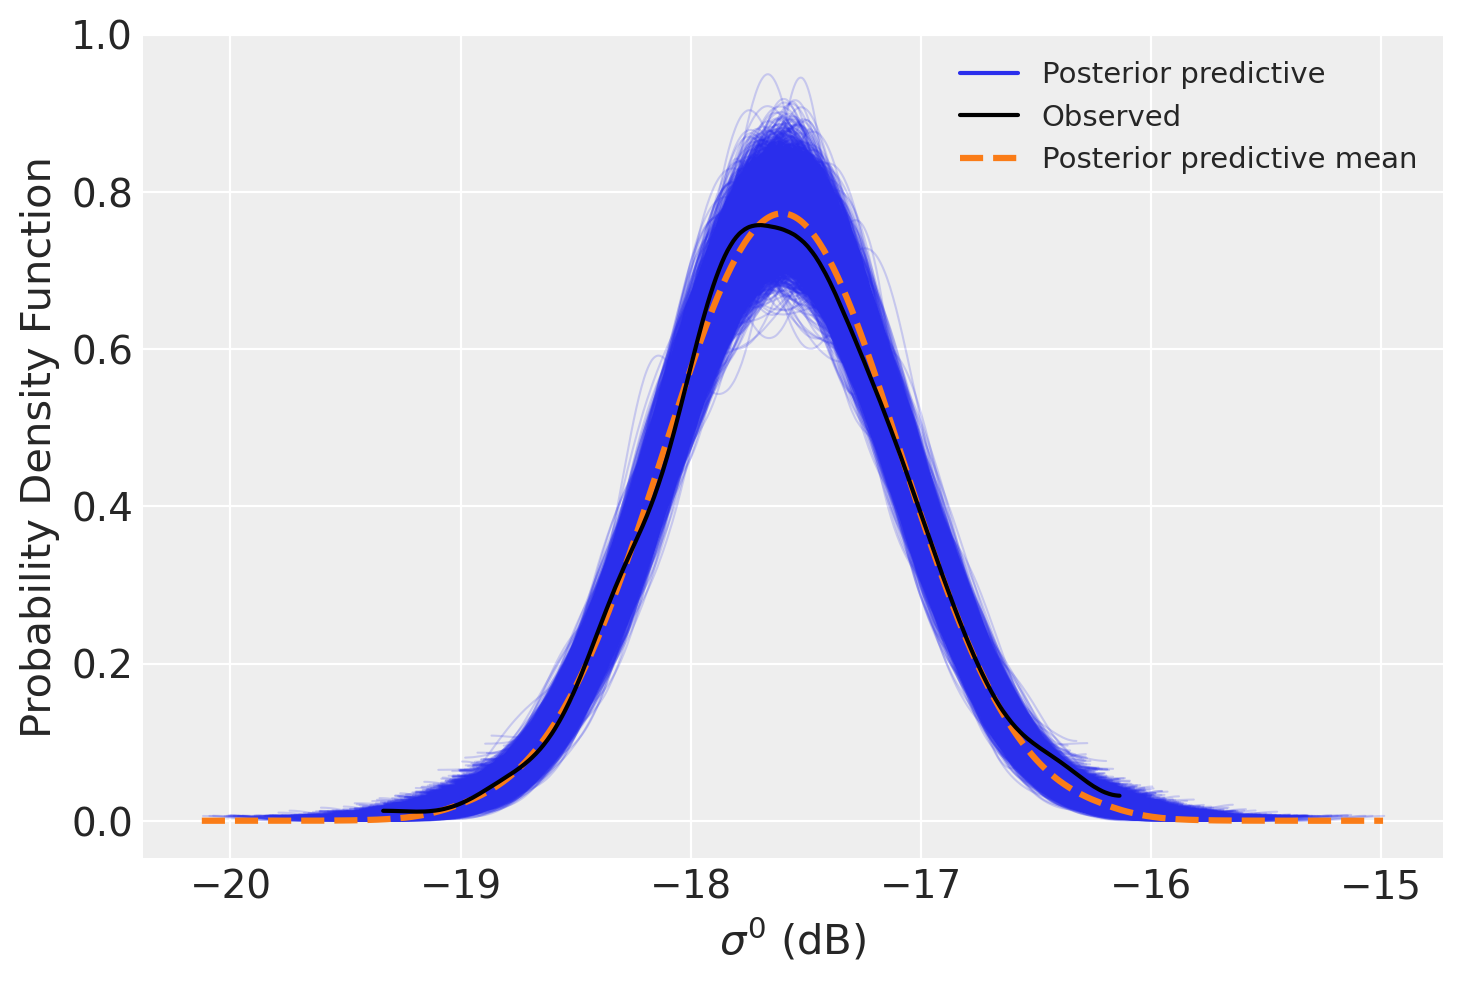 Probability Density Function
1.0
0.8
0.6
0.4
0.2
0.0
Posterior predictive
Observed
Posterior predictive mean
−20
−19
−18
−17
−16
−15
σ⁰ (dB)